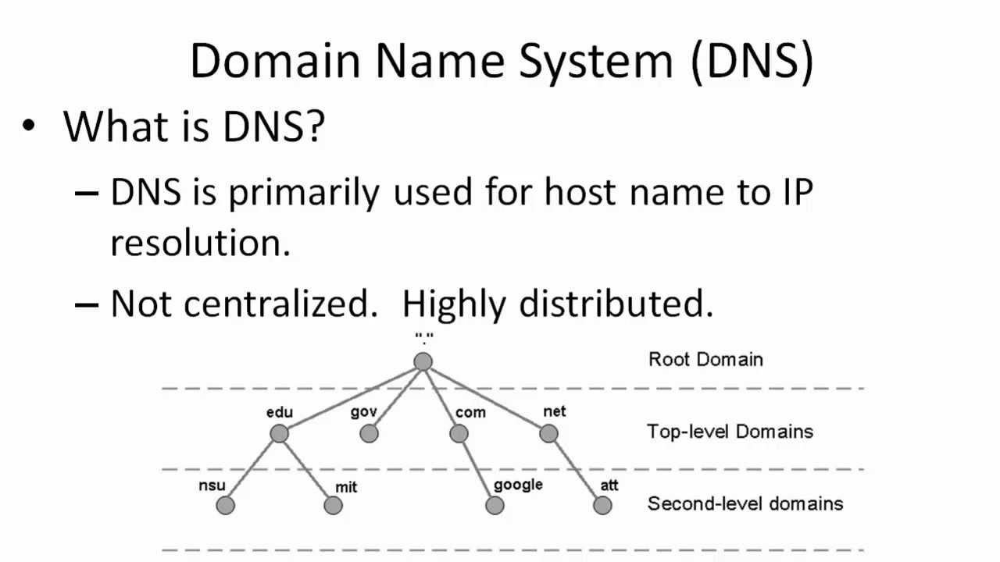 Domain Name System (DNS)
• What is DNS?
– DNS is primarily used for host name to IP
resolution.
– Not centralized.  Highly distributed.
"."
Root Domain
edu gov com net
Top-level Domains
nsu mit google att
Second-level domains